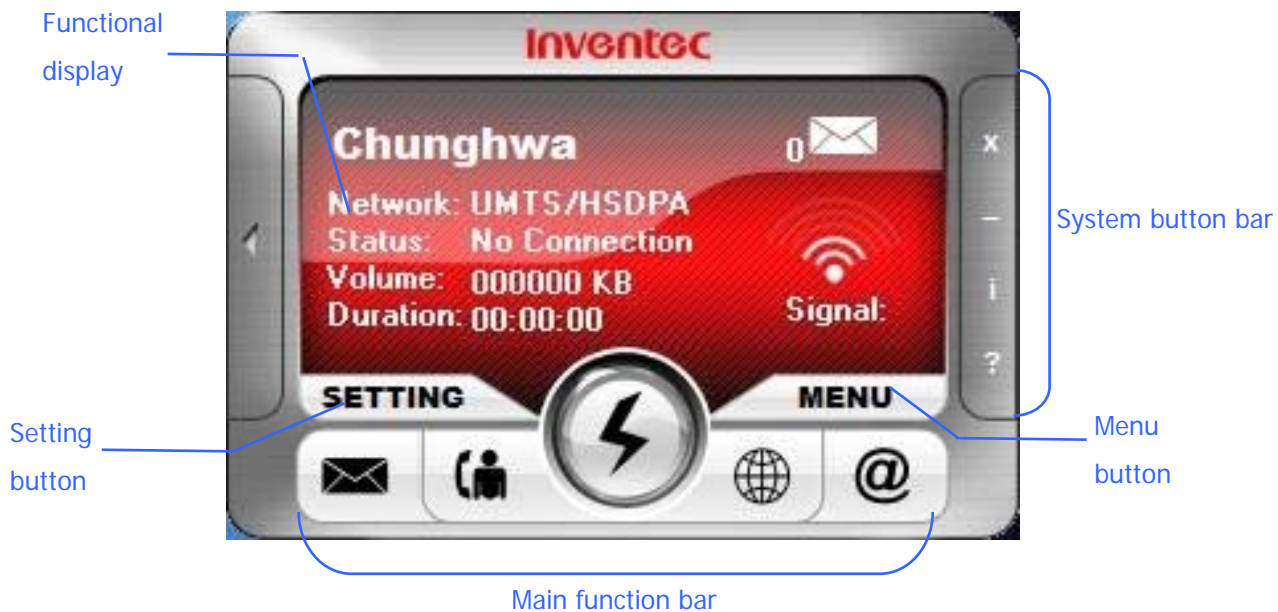 Functional
display
Inventec
Chunghwa
0
Network: UMTS/HSDPA
Status: No Connection
Volume: 000000 KB
Duration: 00:00:00
Signal:
x
–
i
?
System button bar
SETTING
MENU
Setting
button
Menu
button
@
Main function bar